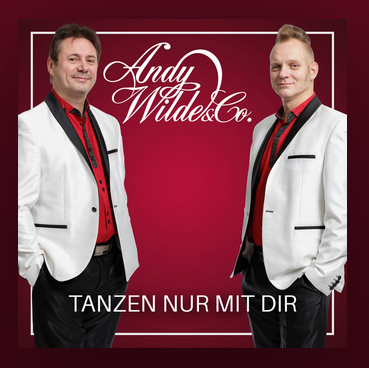 Andy
Wilde&Co.
TANZEN NUR MIT DIR